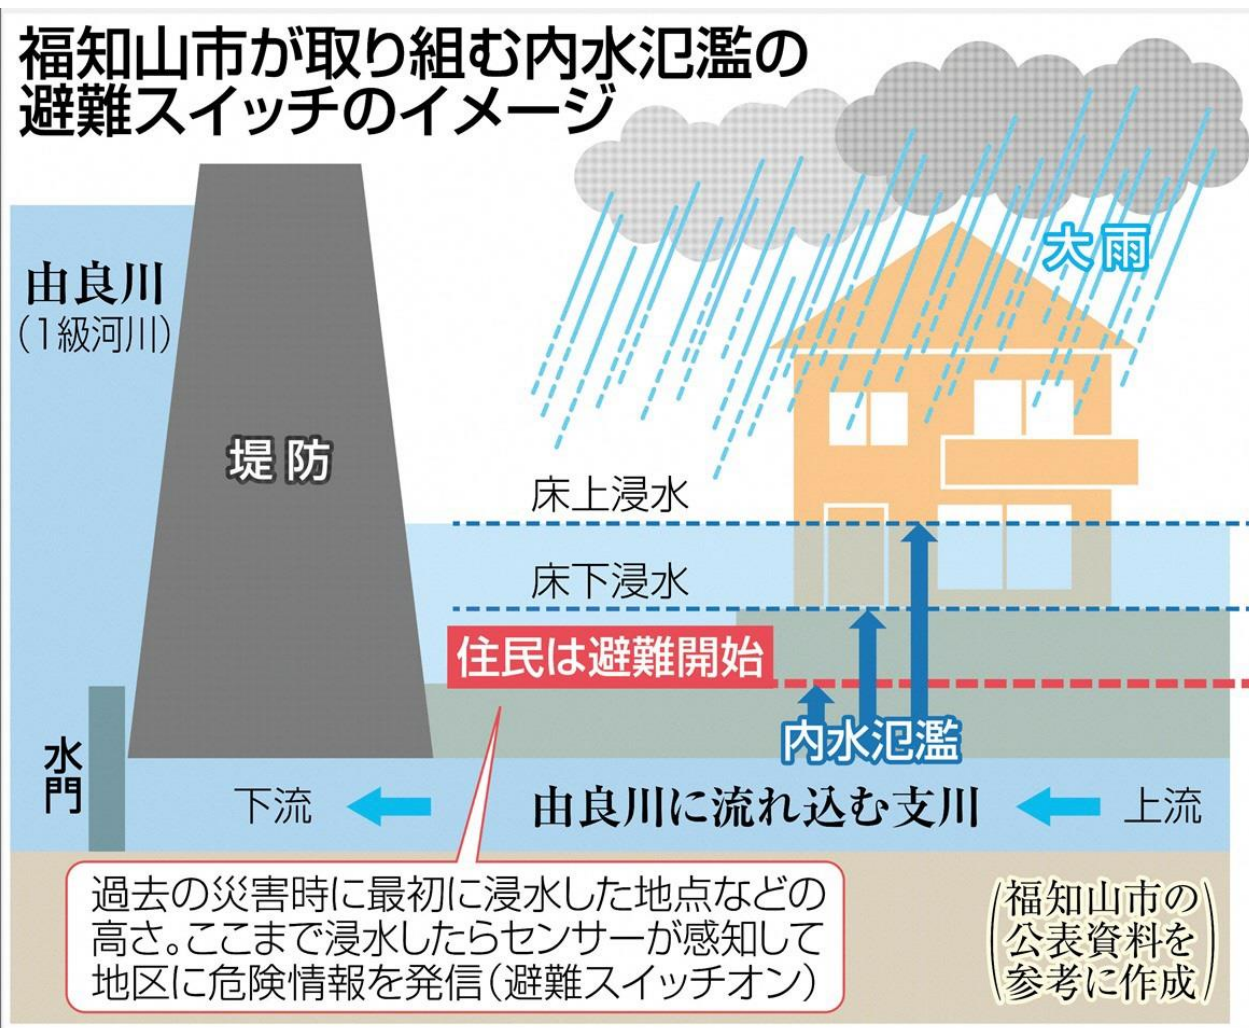 福知山市が取り組む内水氾濫の
避難スイッチのイメージ
大雨
由良川
(1級河川)
堤防
床上浸水
床下浸水
住民は避難開始
内水氾濫
水門
下流
由良川に流れ込む支川
上流
過去の災害時に最初に浸水した地点などの
高さ。ここまで浸水したらセンサーが感知して
地区に危険情報を発信(避難スイッチオン)
(福知山市の
公表資料を
参考に作成)